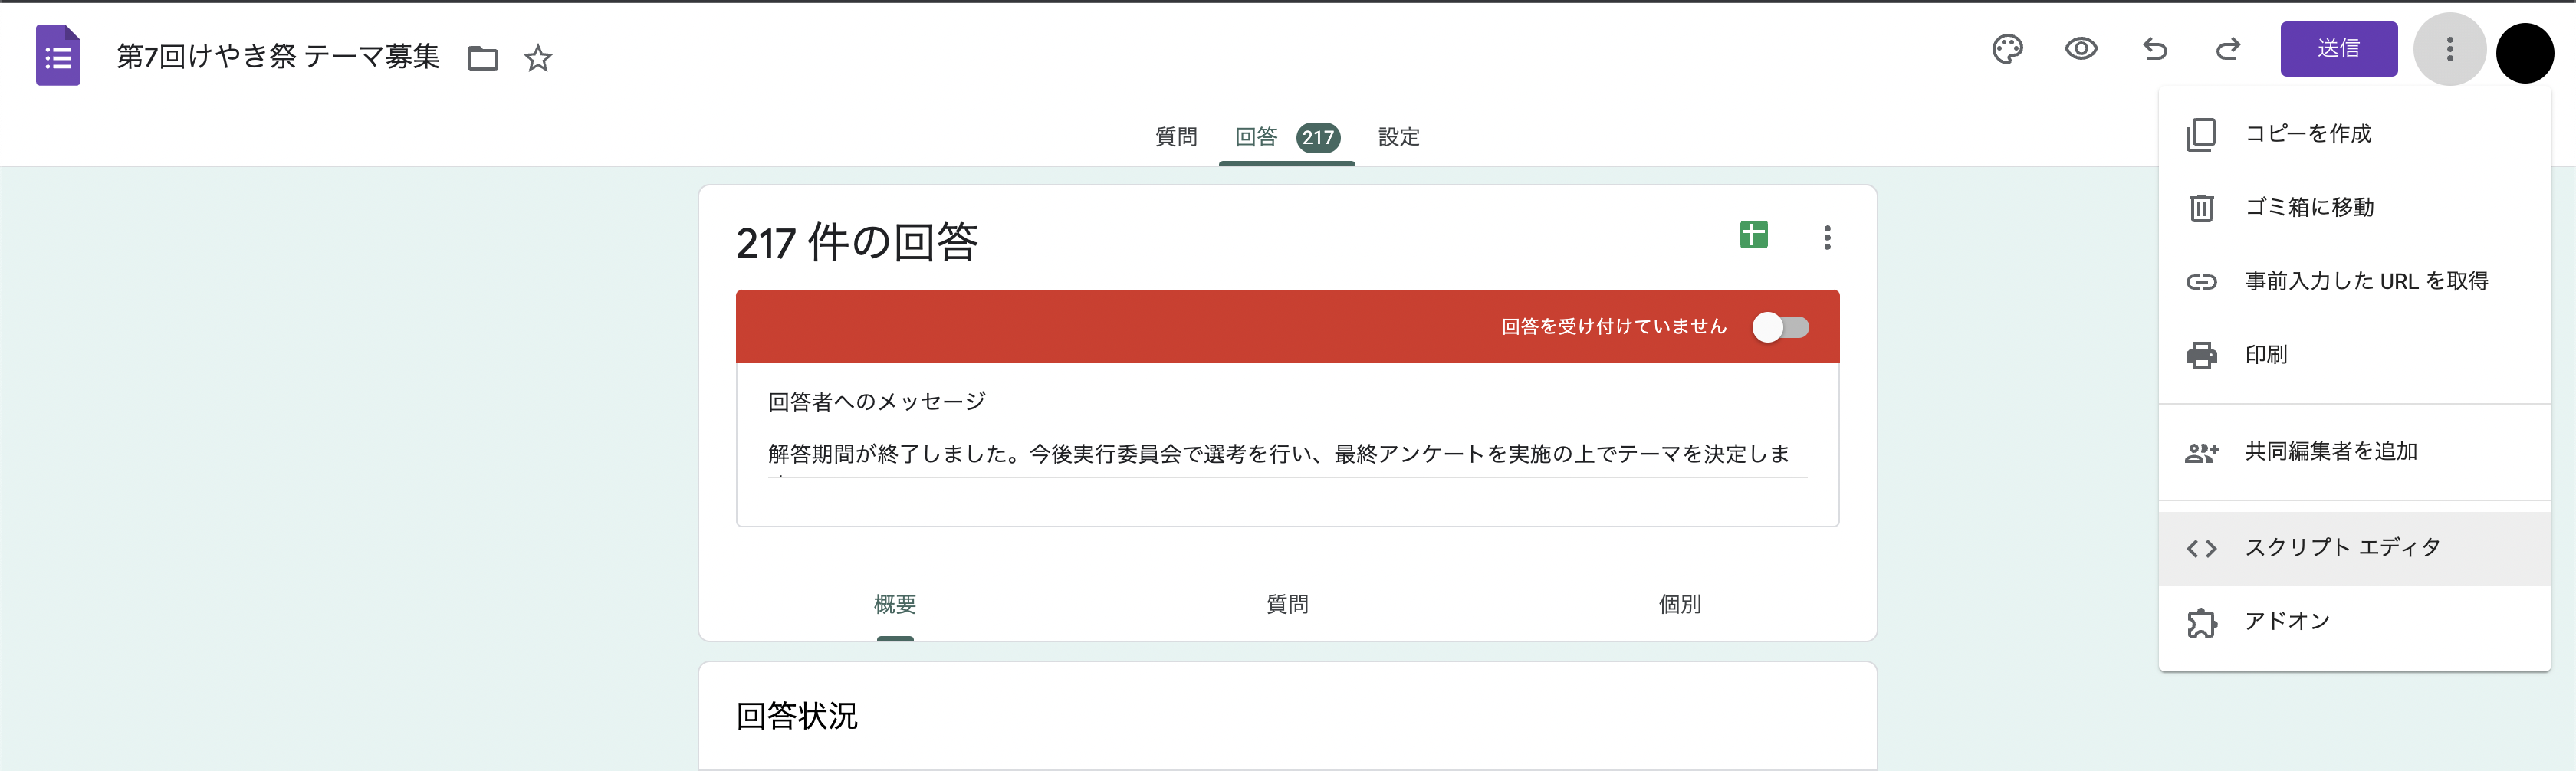 第7回けやき祭 テーマ募集
送信
質問 回答 217 設定
コピーを作成
ゴミ箱に移動
事前入力した URL を取得
印刷
共同編集者を追加
スクリプト エディタ
アドオン
217 件の回答
回答を受け付けていません
回答者へのメッセージ
解答期間が終了しました。今後実行委員会で選考を行い、最終アンケートを実施の上でテーマを決定しま
概要 質問 個別
回答状況